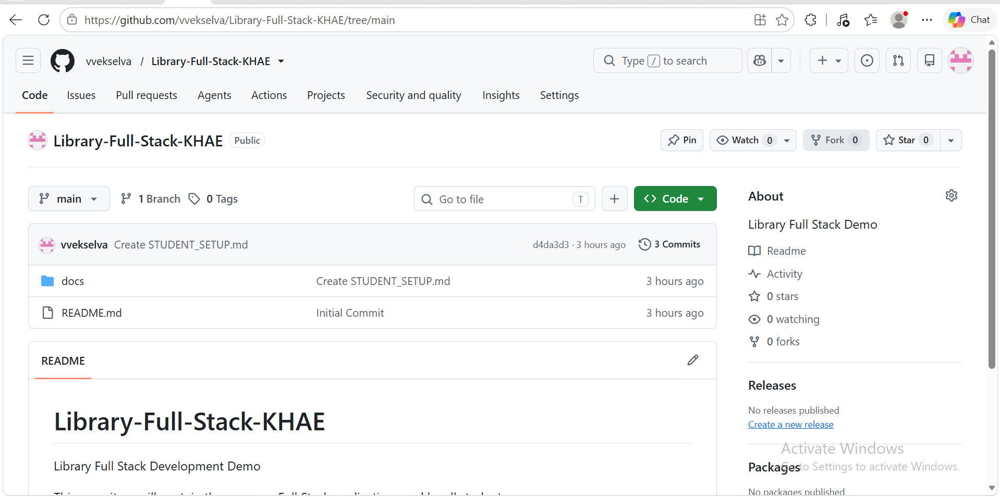 https://github.com/vvekselva/Library-Full-Stack-KHAE/tree/main
Chat
vvekselva / Library-Full-Stack-KHAE
Type / to search
Code Issues Pull requests Agents Actions Projects Security and quality Insights Settings
Library-Full-Stack-KHAE Public
Pin Watch 0 Fork 0 Star 0
main 1 Branch 0 Tags
Go to file T
Code
vvekselva Create STUDENT_SETUP.md d4da3d3 · 3 hours ago 3 Commits
docs Create STUDENT_SETUP.md 3 hours ago
README.md Initial Commit 3 hours ago
README
Library-Full-Stack-KHAE
Library Full Stack Development Demo
About
Library Full Stack Demo
Readme
Activity
0 stars
0 watching
0 forks
Releases
No releases published
Create a new release
Activate Windows
Packages
Go to Settings to activate Windows.
No packages published